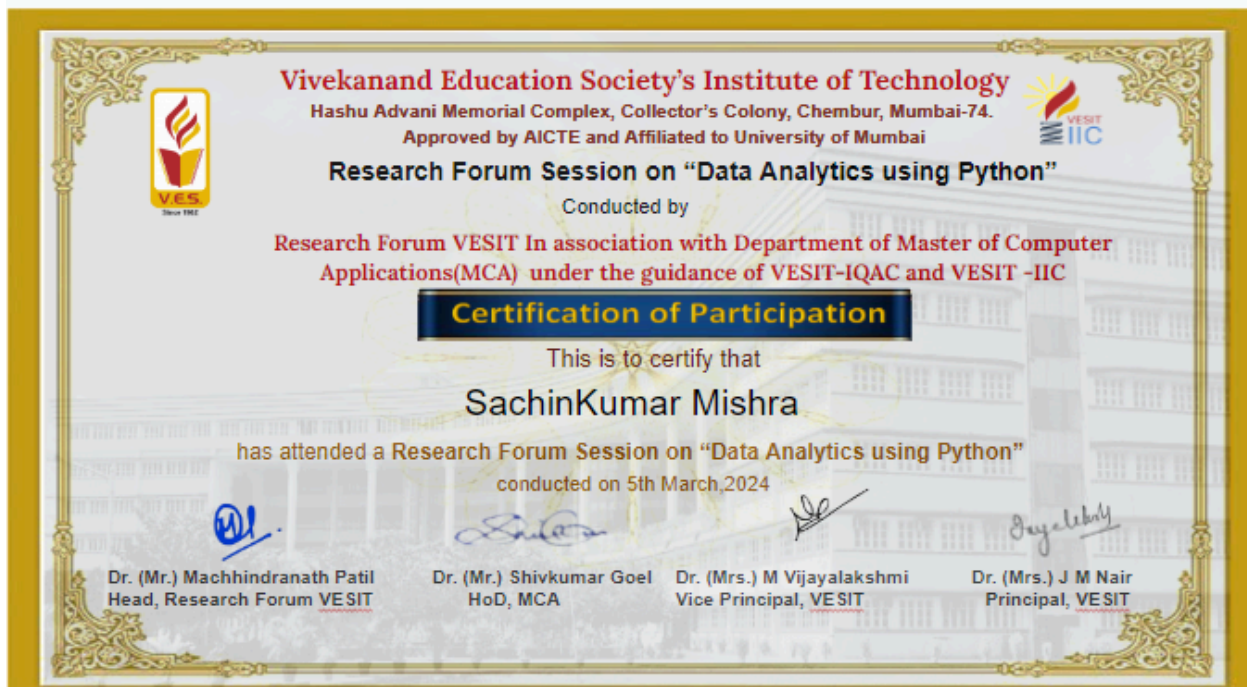 Vivekanand Education Society's Institute of Technology
Hashu Advani Memorial Complex, Collector's Colony, Chembur, Mumbai-74.
Approved by AICTE and Affiliated to University of Mumbai
V.E.S.
Since 1962
VESIT
IIC
Research Forum Session on “Data Analytics using Python”
Conducted by
Research Forum VESIT In association with Department of Master of Computer
Applications(MCA) under the guidance of VESIT-IQAC and VESIT -IIC
Certification of Participation
This is to certify that
SachinKumar Mishra
has attended a Research Forum Session on “Data Analytics using Python”
conducted on 5th March,2024
Dr. (Mr.) Machhindranath Patil
Head, Research Forum VESIT
Dr. (Mr.) Shivkumar Goel
HoD, MCA
Dr. (Mrs.) M Vijayalakshmi
Vice Principal, VESIT
Dr. (Mrs.) J M Nair
Principal, VESIT